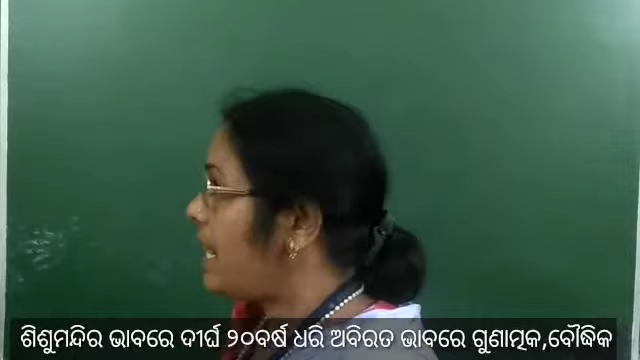 ଶିଶୁମନ୍ଦିର ଭାବରେ ଦୀର୍ଘ ୨୦ବର୍ଷ ଧରି ଅବିରତ ଭାବରେ ଗୁଣାତ୍ମକ,ବୌଦ୍ଧିକ